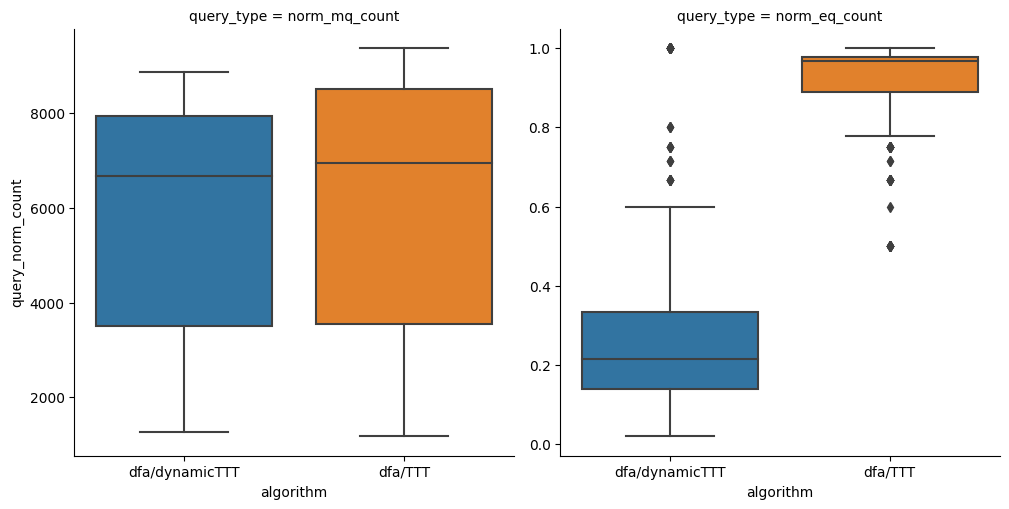 query_type = norm_mq_count
query_norm_count
8000
6000
4000
2000
dfa/dynamicTTT
dfa/TTT
algorithm
query_type = norm_eq_count
1.0
0.8
0.6
0.4
0.2
0.0
dfa/dynamicTTT
dfa/TTT
algorithm